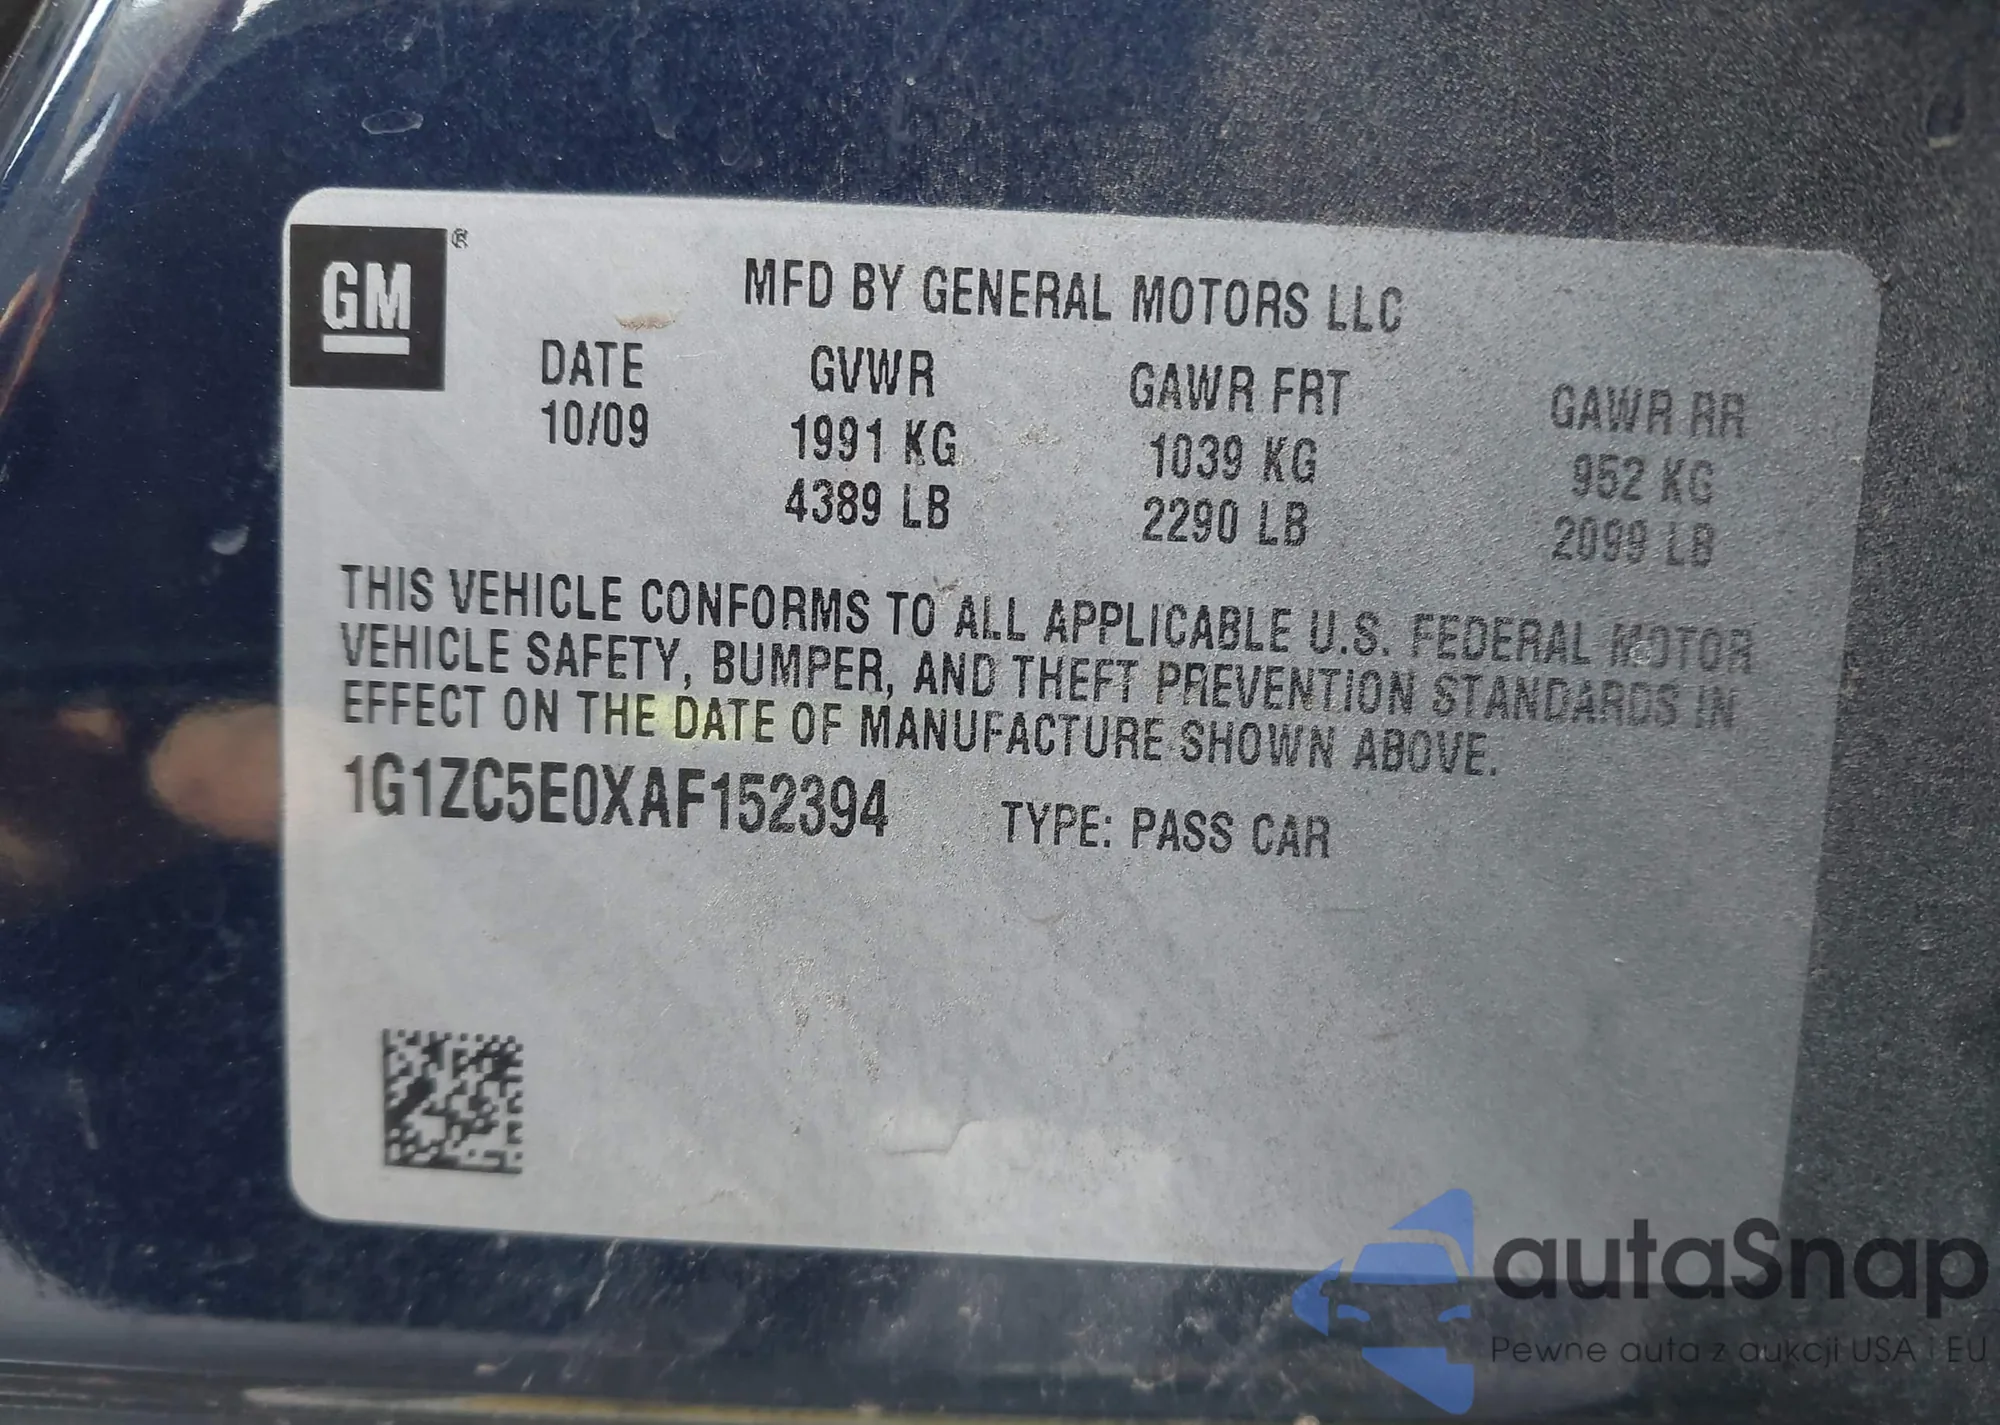 GM ®
MFD BY GENERAL MOTORS LLC
DATE GVWR GAWR FRT GAWR RR
10/09 1991 KG 1039 KG 952 KG
4389 LB 2290 LB 2099 LB
THIS VEHICLE CONFORMS TO ALL APPLICABLE U.S. FEDERAL MOTOR
VEHICLE SAFETY, BUMPER, AND THEFT PREVENTION STANDARDS IN
EFFECT ON THE DATE OF MANUFACTURE SHOWN ABOVE.
1G1ZC5E0XAF152394 TYPE: PASS CAR
autaSnap
Pewne auta z aukcji USA i EU